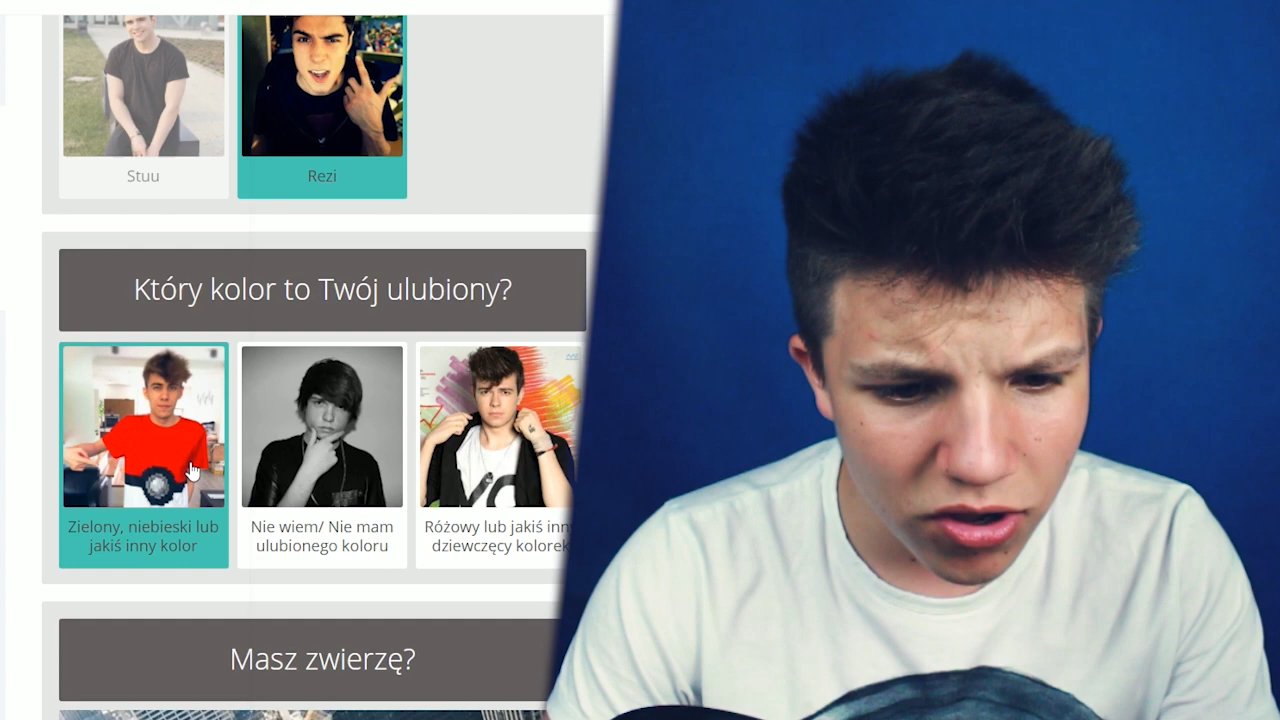 Stuu
Rezi
Który kolor to Twój ulubiony?
Zielony, niebieski lub
jakiś inny kolor
Nie wiem/ Nie mam
ulubionego koloru
Różowy lub jakiś inn
dziewczęcy kolorek
Masz zwierzę?